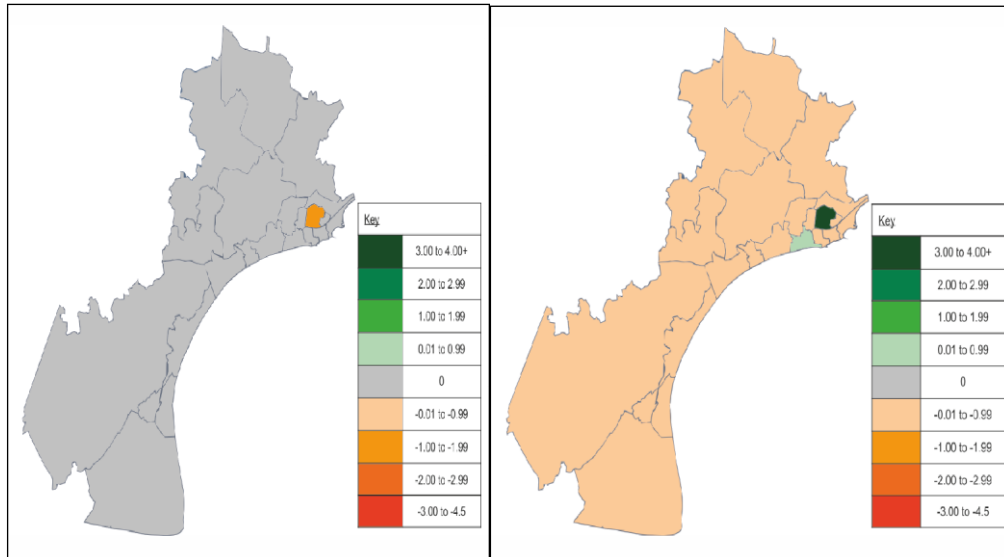 Key
3.00 to 4.00+
2.00 to 2.99
1.00 to 1.99
0.01 to 0.99
0
-0.01 to -0.99
-1.00 to -1.99
-2.00 to -2.99
-3.00 to -4.5
Key
3.00 to 4.00+
2.00 to 2.99
1.00 to 1.99
0.01 to 0.99
0
-0.01 to -0.99
-1.00 to -1.99
-2.00 to -2.99
-3.00 to -4.5